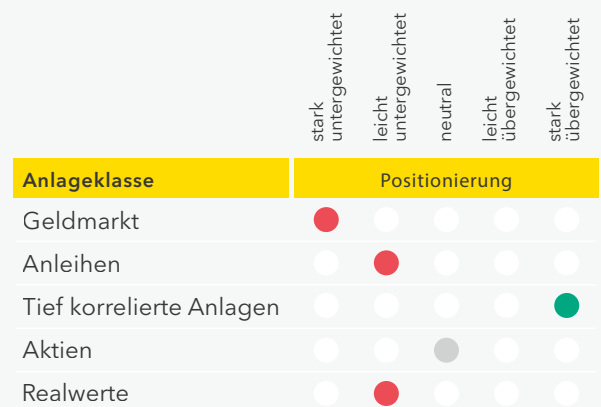 stark
untergewichtet
leicht
untergewichtet
neutral
leicht
übergewichtet
stark
übergewichtet
Anlageklasse Positionierung
Geldmarkt
Anleihen
Tief korrelierte Anlagen
Aktien
Realwerte